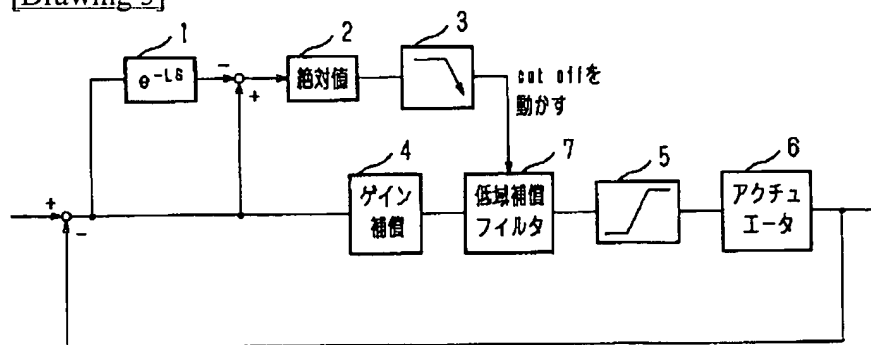 [Drawing 3]
1
2
3
e-LS
-
+
絶対値
cut offを
動かす
4
7
5
6
+
-
ゲイン
補償
低域補償
フィルタ
アクチュ
エータ